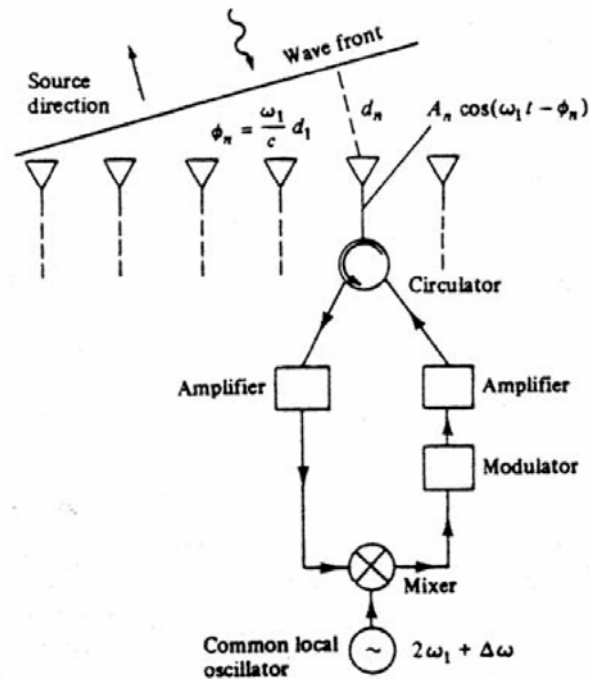 Wave front
Source
direction
ϕₙ = ω₁/c d₁
dₙ
Aₙ cos(ω₁ t − ϕₙ)
Circulator
Amplifier
Amplifier
Modulator
Mixer
Common local
oscillator
~
2ω₁ + Δω